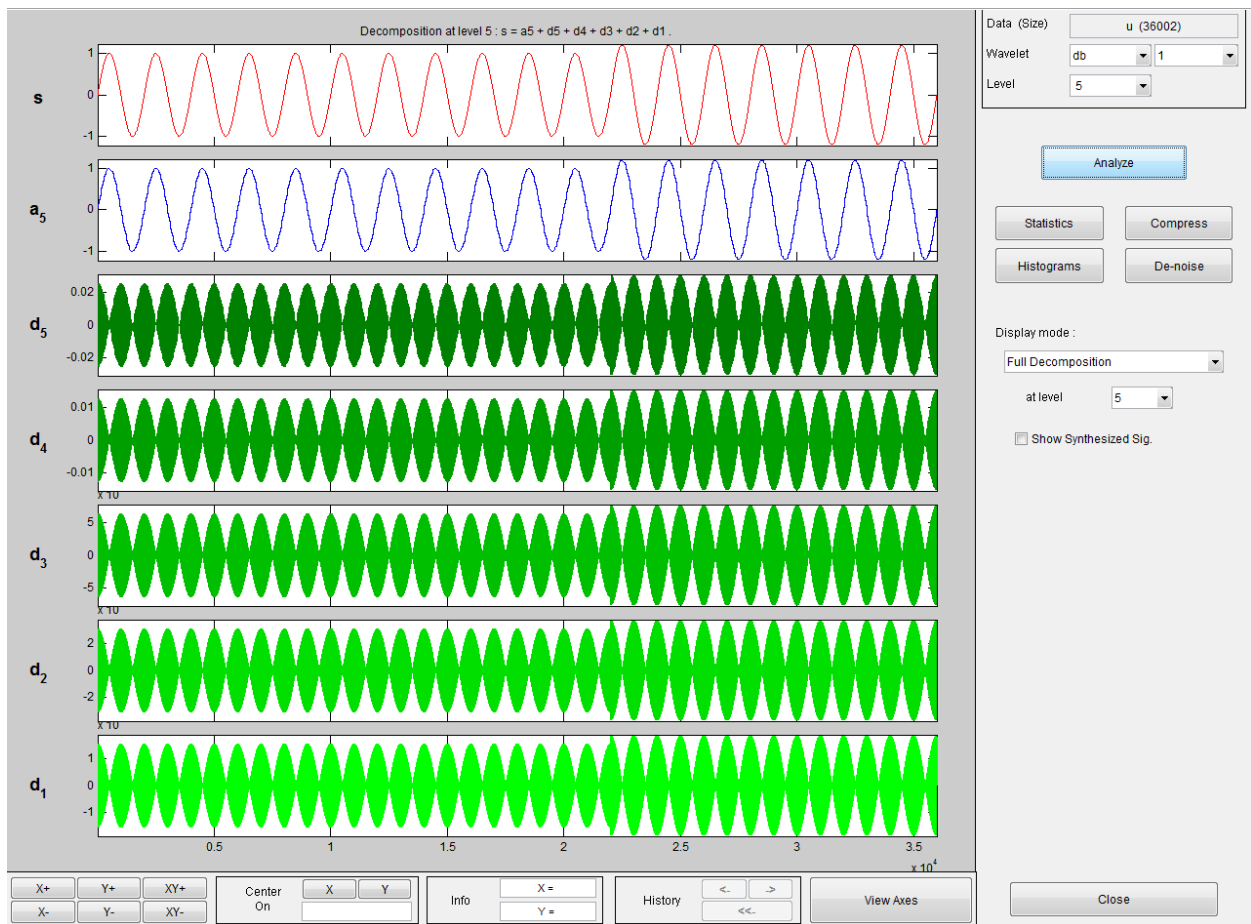 Decomposition at level 5 : s = a5 + d5 + d4 + d3 + d2 + d1 .
s
1
0
-1
a5
1
0
-1
d5
0.02
0
-0.02
d4
0.01
0
-0.01
x 10
d3
5
0
-5
x 10
d2
2
0
-2
x 10
d1
1
0
-1
0.5 1 1.5 2 2.5 3 3.5
x 10^4
Data (Size) u (36002)
Wavelet db 1
Level 5
Analyze
Statistics Compress
Histograms De-noise
Display mode :
Full Decomposition
at level 5
Show Synthesized Sig.
X+ Y+ XY+
X- Y- XY-
Center On X Y
Info X = Y =
History <- -> <<-
View Axes
Close